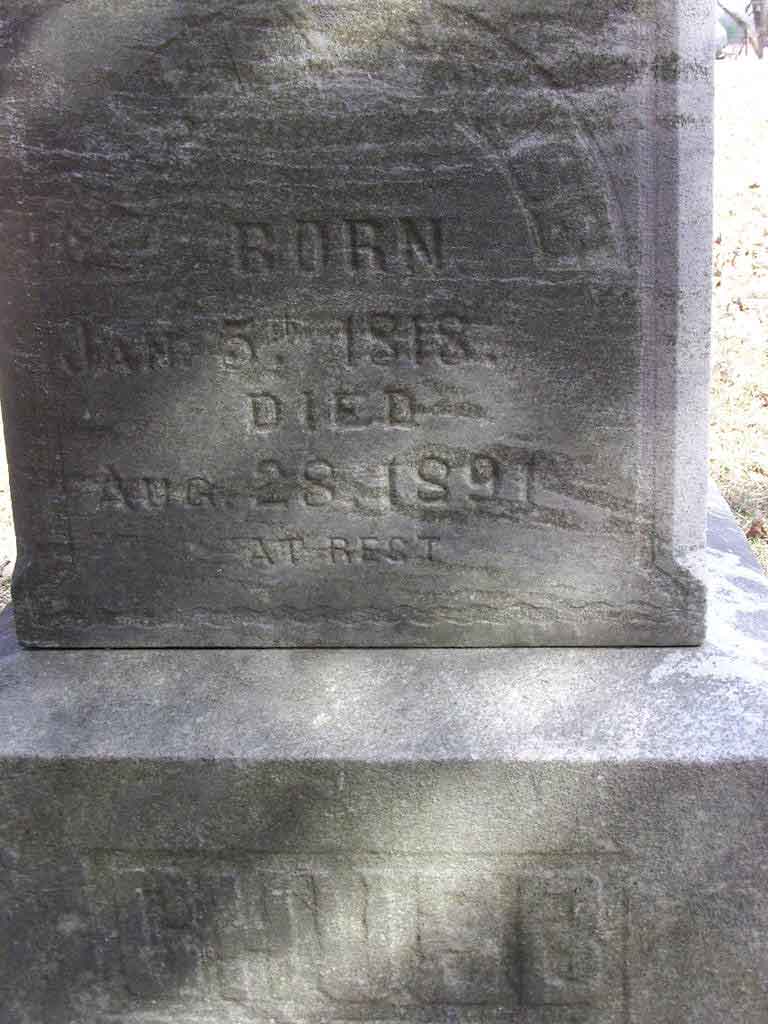 BORN
JAN. 5th 1818.
DIED
AUG. 28, 1891
AT REST